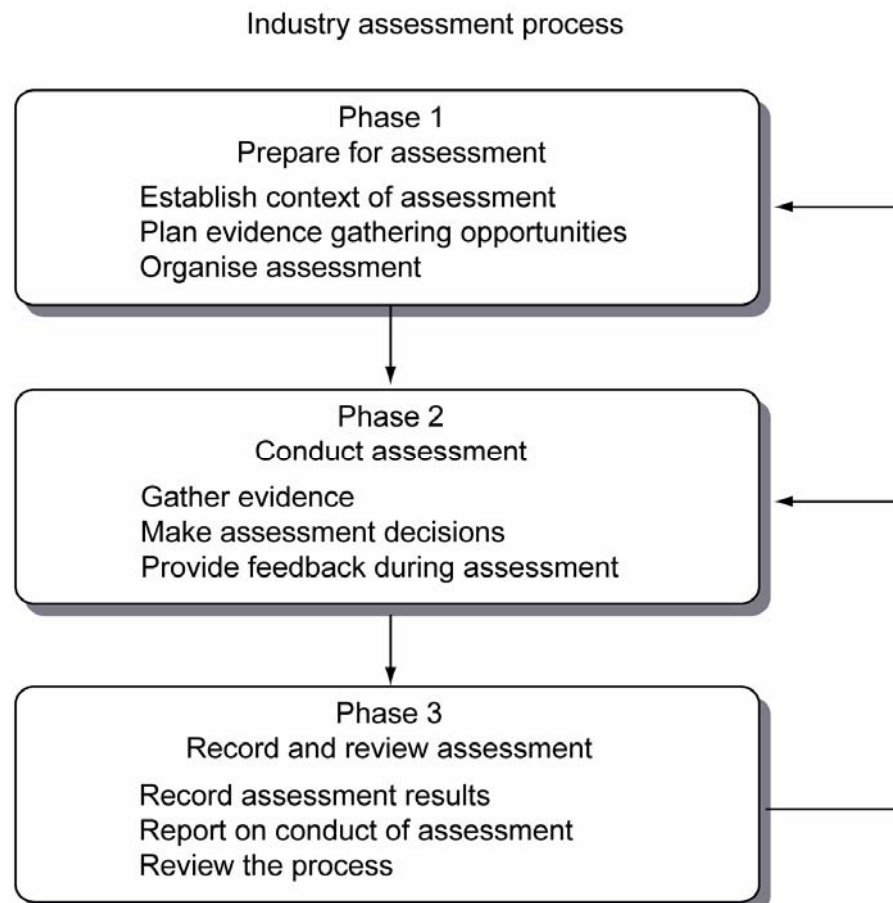 Industry assessment process
Phase 1
Prepare for assessment
Establish context of assessment
Plan evidence gathering opportunities
Organise assessment
Phase 2
Conduct assessment
Gather evidence
Make assessment decisions
Provide feedback during assessment
Phase 3
Record and review assessment
Record assessment results
Report on conduct of assessment
Review the process